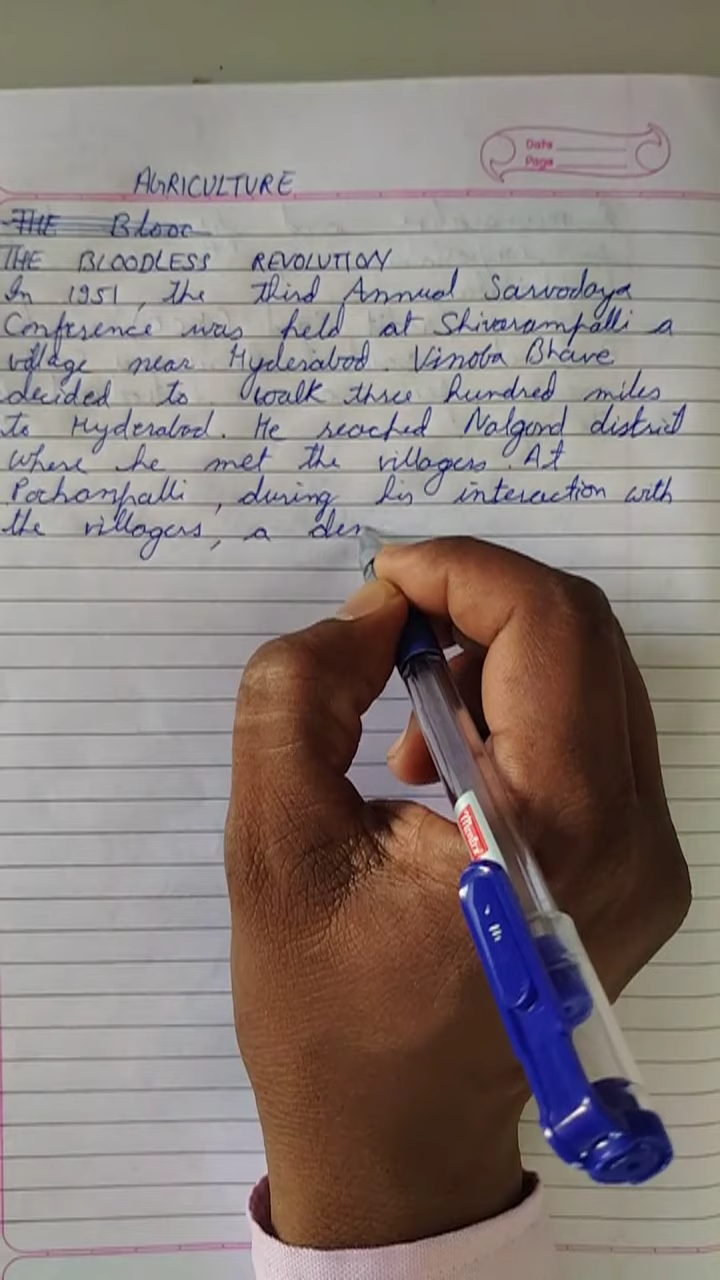 Date
Page
AGRICULTURE
THE Blooc
THE BLOODLESS REVOLUTION
In 1951, the third Annual Sarvodaya
Conference was held at Shivarampalli a
village near Hyderabad. Vinoba Bhave
decided to walk three hundred miles
to Hyderabad. He reached Nalgond district
where he met the villagers. At
Pochampalli, during his interaction with
the villagers, a den